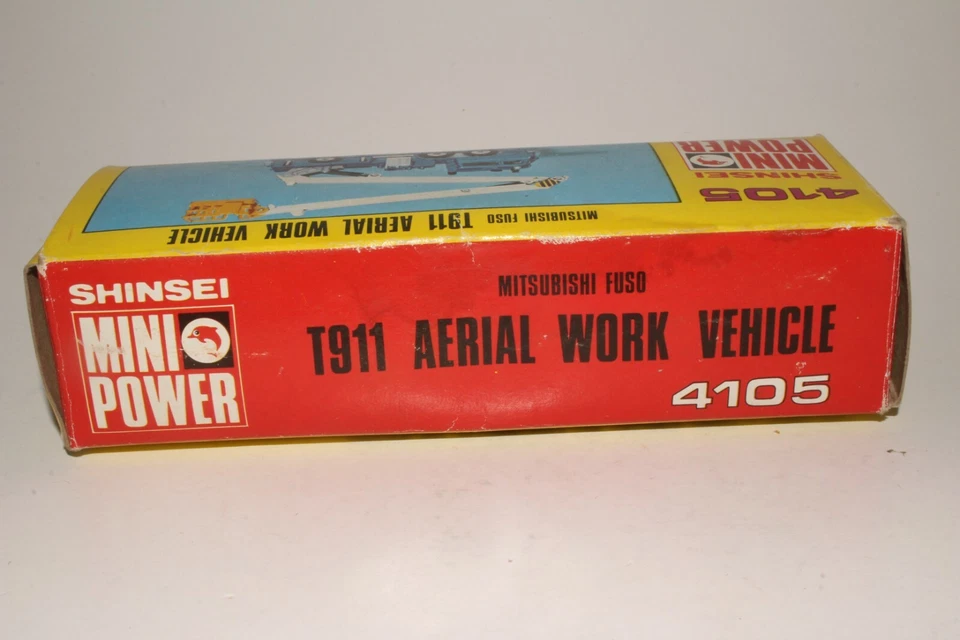 4105
SHINSEI
MINI
POWER
MITSUBISHI FUSO
T911 AERIAL WORK VEHICLE
SHINSEI
MINI
POWER
MITSUBISHI FUSO
T911 AERIAL WORK VEHICLE
4105